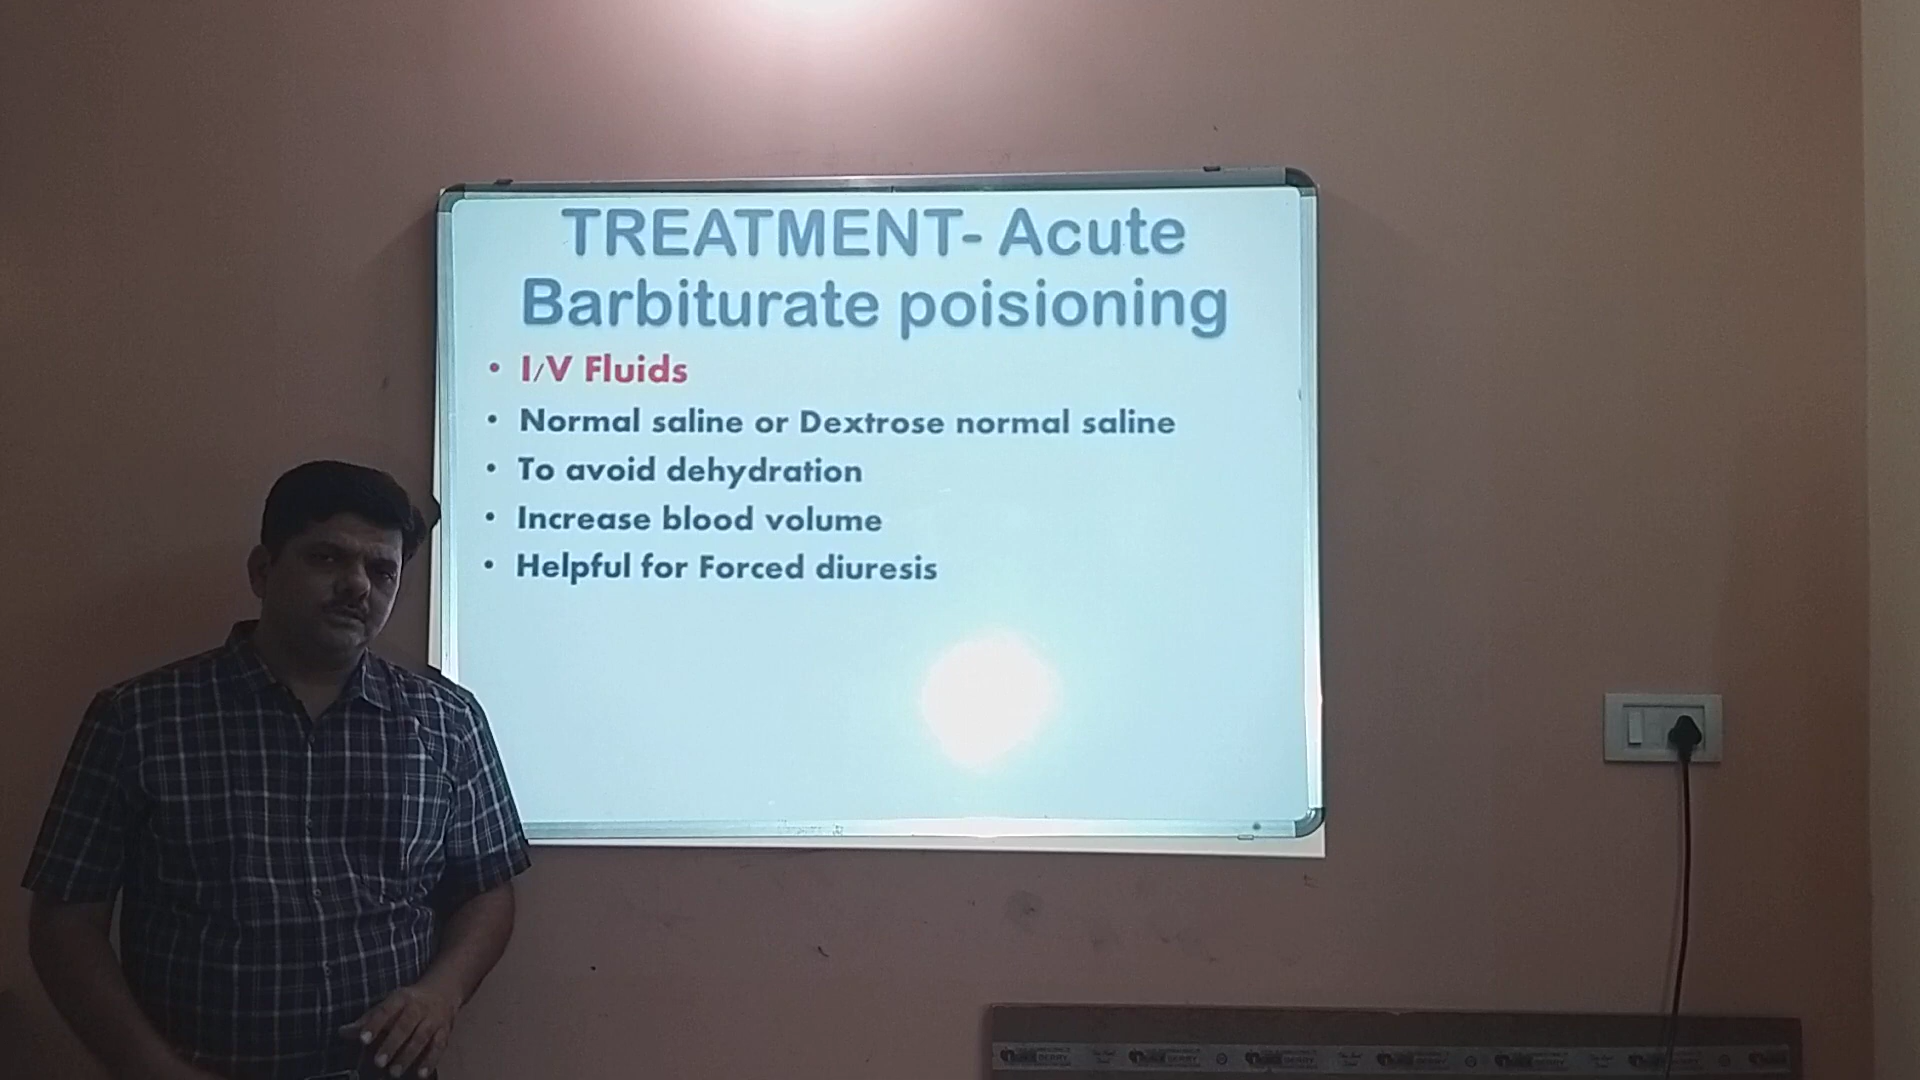 TREATMENT- Acute
Barbiturate poisioning
• I/V Fluids
• Normal saline or Dextrose normal saline
• To avoid dehydration
• Increase blood volume
• Helpful for Forced diuresis